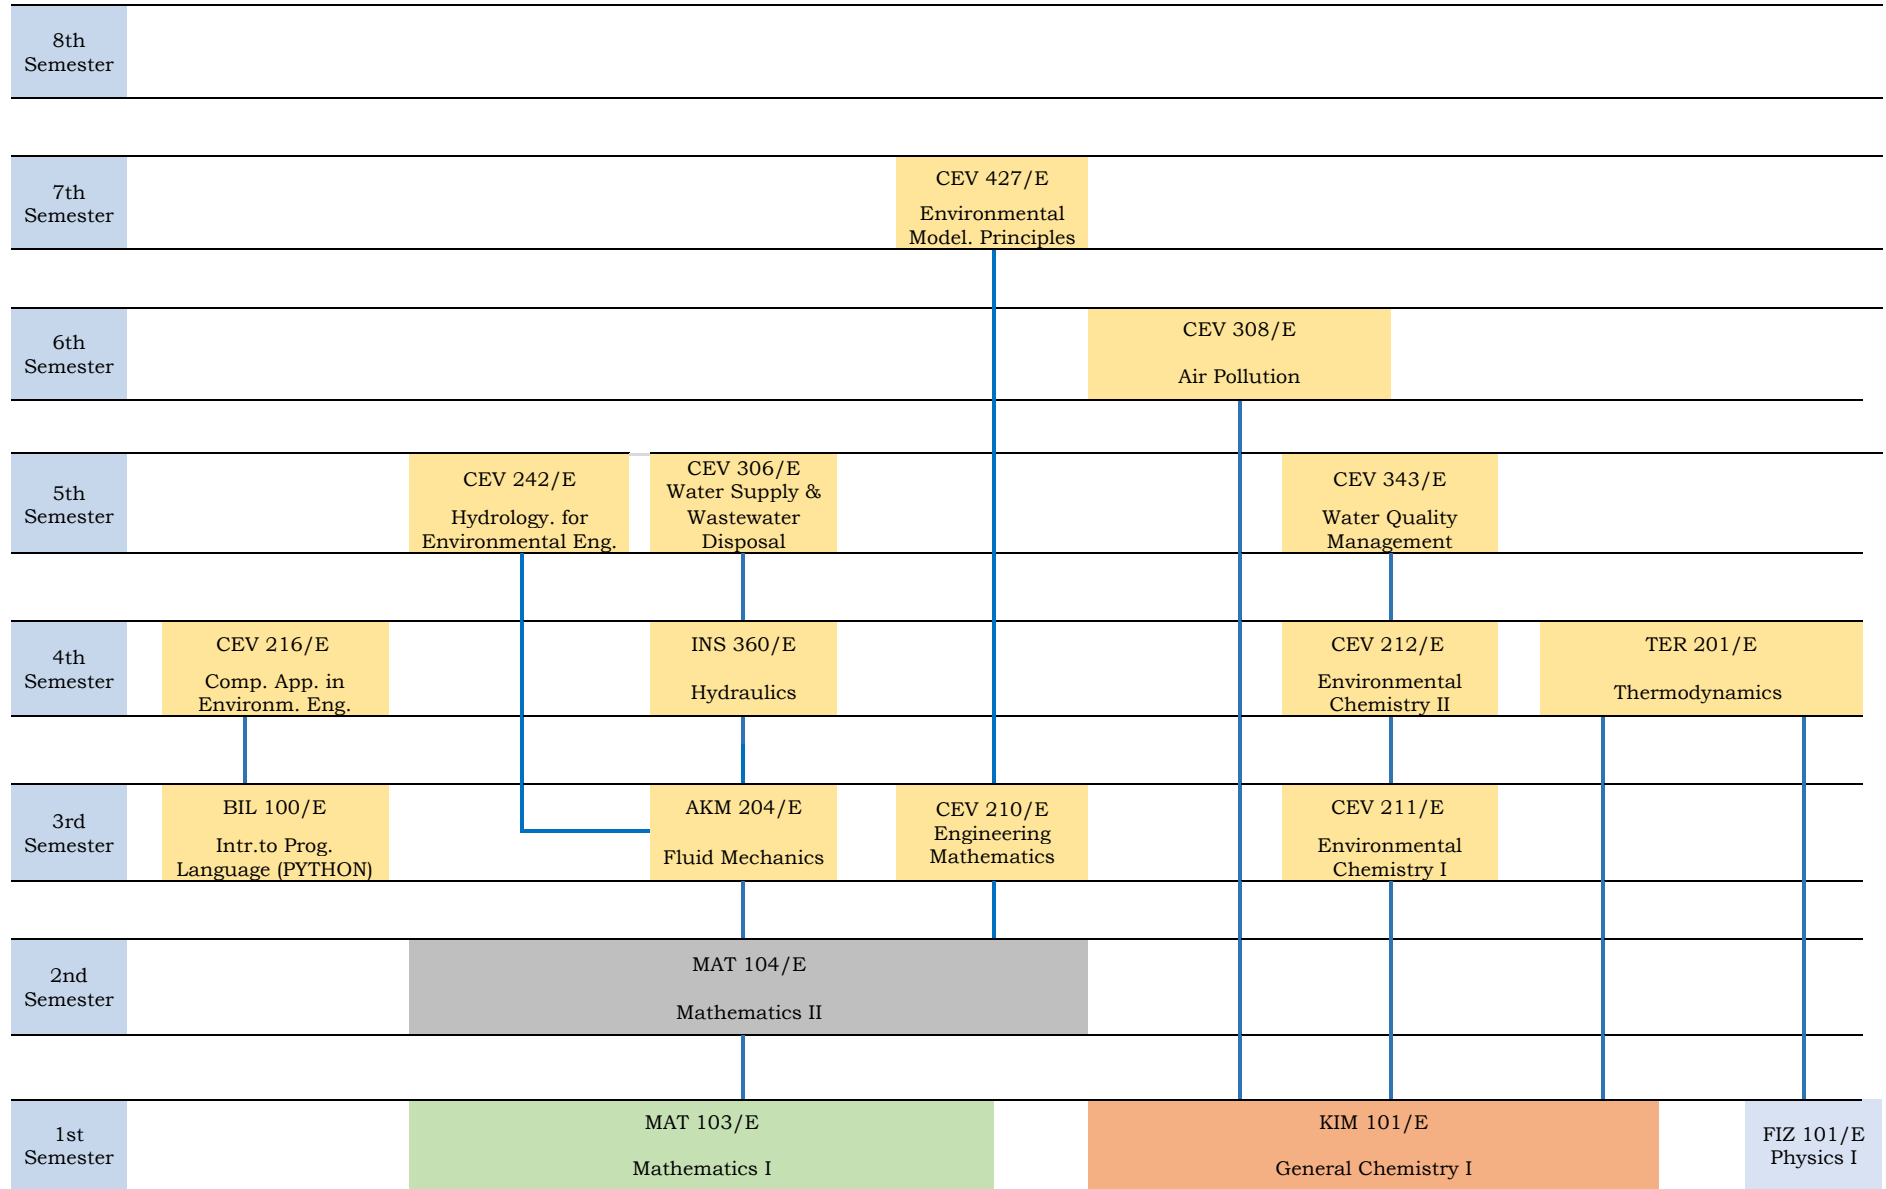 8th
Semester
7th
Semester
CEV 427/E
Environmental
Model. Principles
6th
Semester
CEV 308/E
Air Pollution
5th
Semester
CEV 242/E
Hydrology. for
Environmental Eng.
CEV 306/E
Water Supply &
Wastewater
Disposal
CEV 343/E
Water Quality
Management
4th
Semester
CEV 216/E
Comp. App. in
Environm. Eng.
INS 360/E
Hydraulics
CEV 212/E
Environmental
Chemistry II
TER 201/E
Thermodynamics
3rd
Semester
BIL 100/E
Intr.to Prog.
Language (PYTHON)
AKM 204/E
Fluid Mechanics
CEV 210/E
Engineering
Mathematics
CEV 211/E
Environmental
Chemistry I
2nd
Semester
MAT 104/E
Mathematics II
1st
Semester
MAT 103/E
Mathematics I
KIM 101/E
General Chemistry I
FIZ 101/E
Physics I